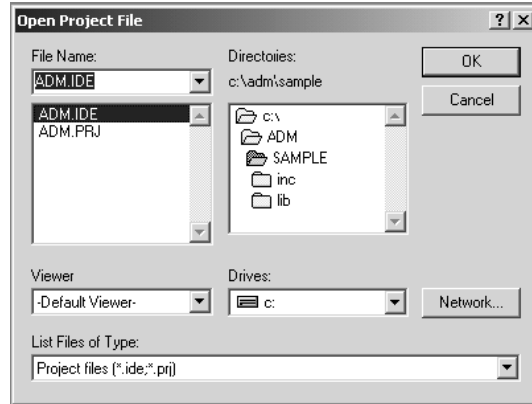 Open Project File
File Name:
ADM.IDE
ADM.IDE
ADM.PRJ
Directories:
c:\adm\sample
c:\
ADM
SAMPLE
inc
lib
OK
Cancel
Viewer
-Default Viewer-
Drives:
c:
Network...
List Files of Type:
Project files (*.ide;*.prj)